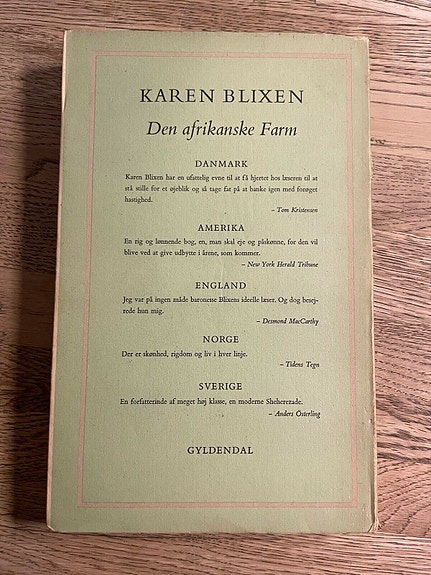 KAREN BLIXEN
Den afrikanske Farm
DANMARK
Karen Blixen har en ufattelig evne til at få hjertet hos læseren til at
stå stille for et øjeblik og så tage fat på at banke igen med forøget
hastighed.
– Tom Kristensen
AMERIKA
En rig og lønnende bog, en, man skal eje og påskønne, for den vil
blive ved at give udbytte i årene, som kommer.
– New York Herald Tribune
ENGLAND
Jeg var på ingen måde baronesse Blixens ideelle læser. Og dog besej-
rede hun mig.
– Desmond MacCarthy
NORGE
Der er skønhed, rigdom og liv i hver linje.
– Tidens Tegn
SVERIGE
En forfatterinde af meget høj klasse, en moderne Sheherezade.
– Anders Österling
GYLDENDAL